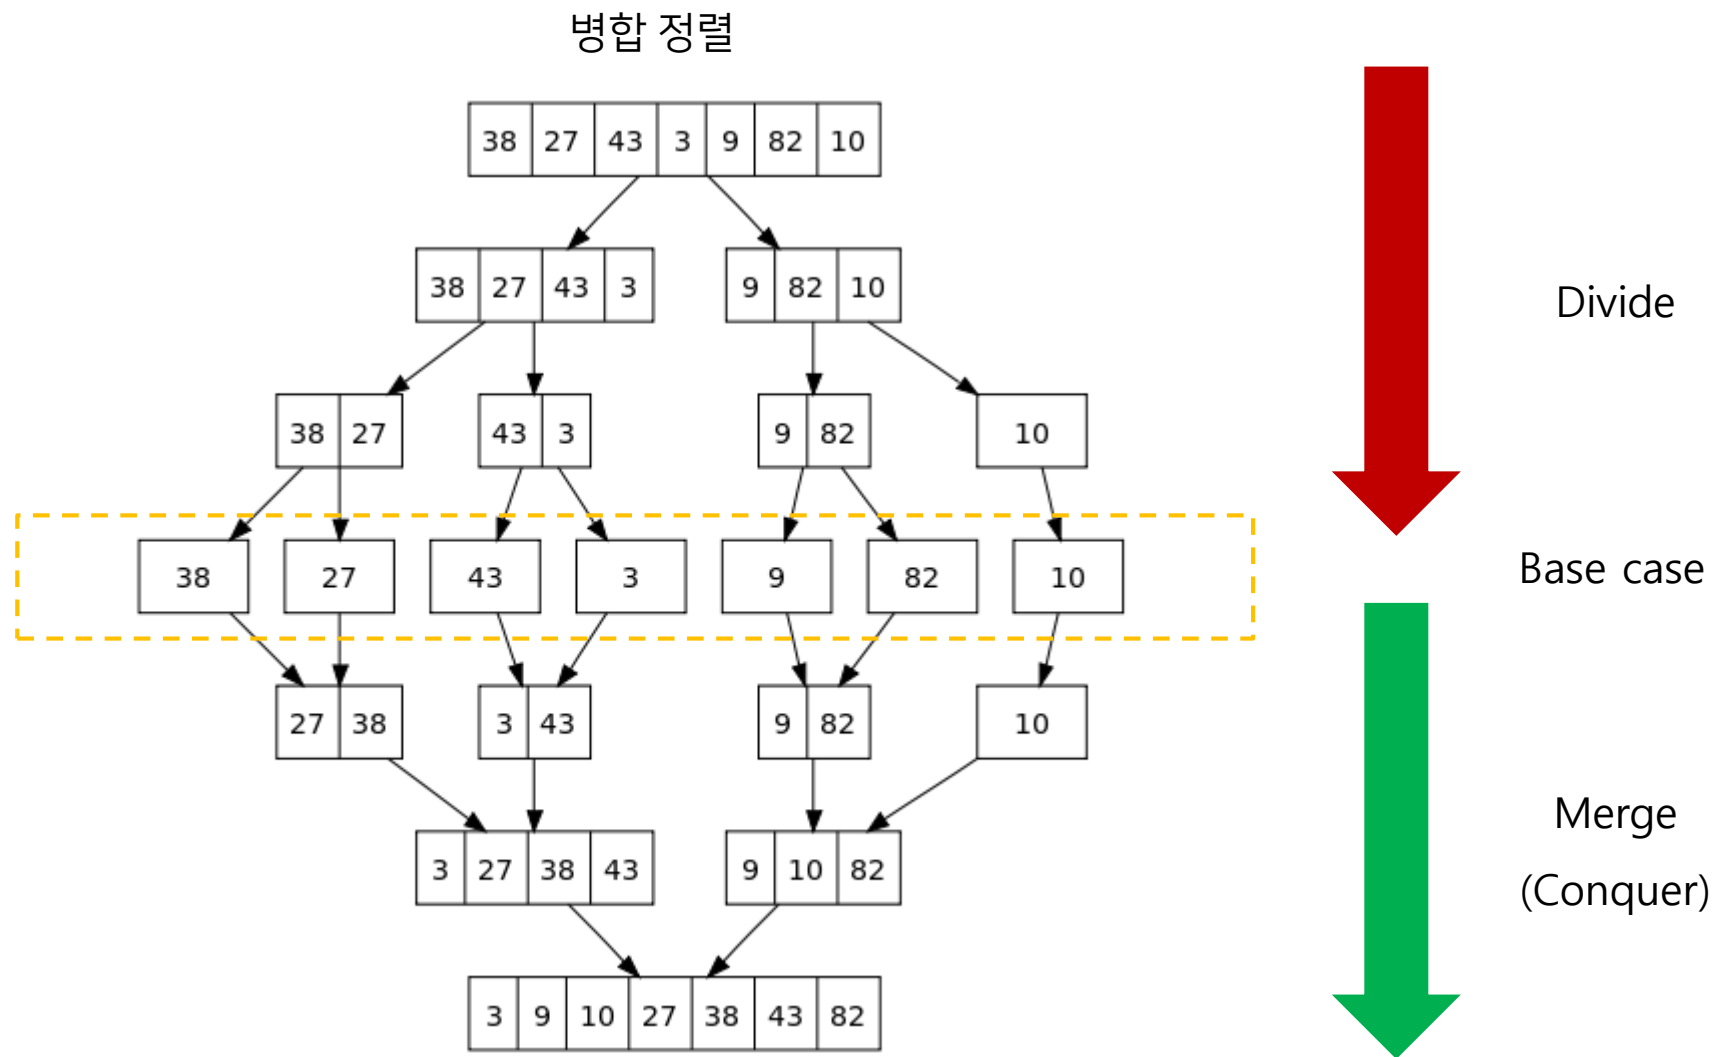 병합 정렬
38 27 43 3 9 82 10
38 27 43 3 9 82 10
Divide
38 27 43 3 9 82 10
38 27 43 3 9 82 10
Base case
27 38 3 43 9 82 10
3 27 38 43 9 10 82
Merge
(Conquer)
3 9 10 27 38 43 82